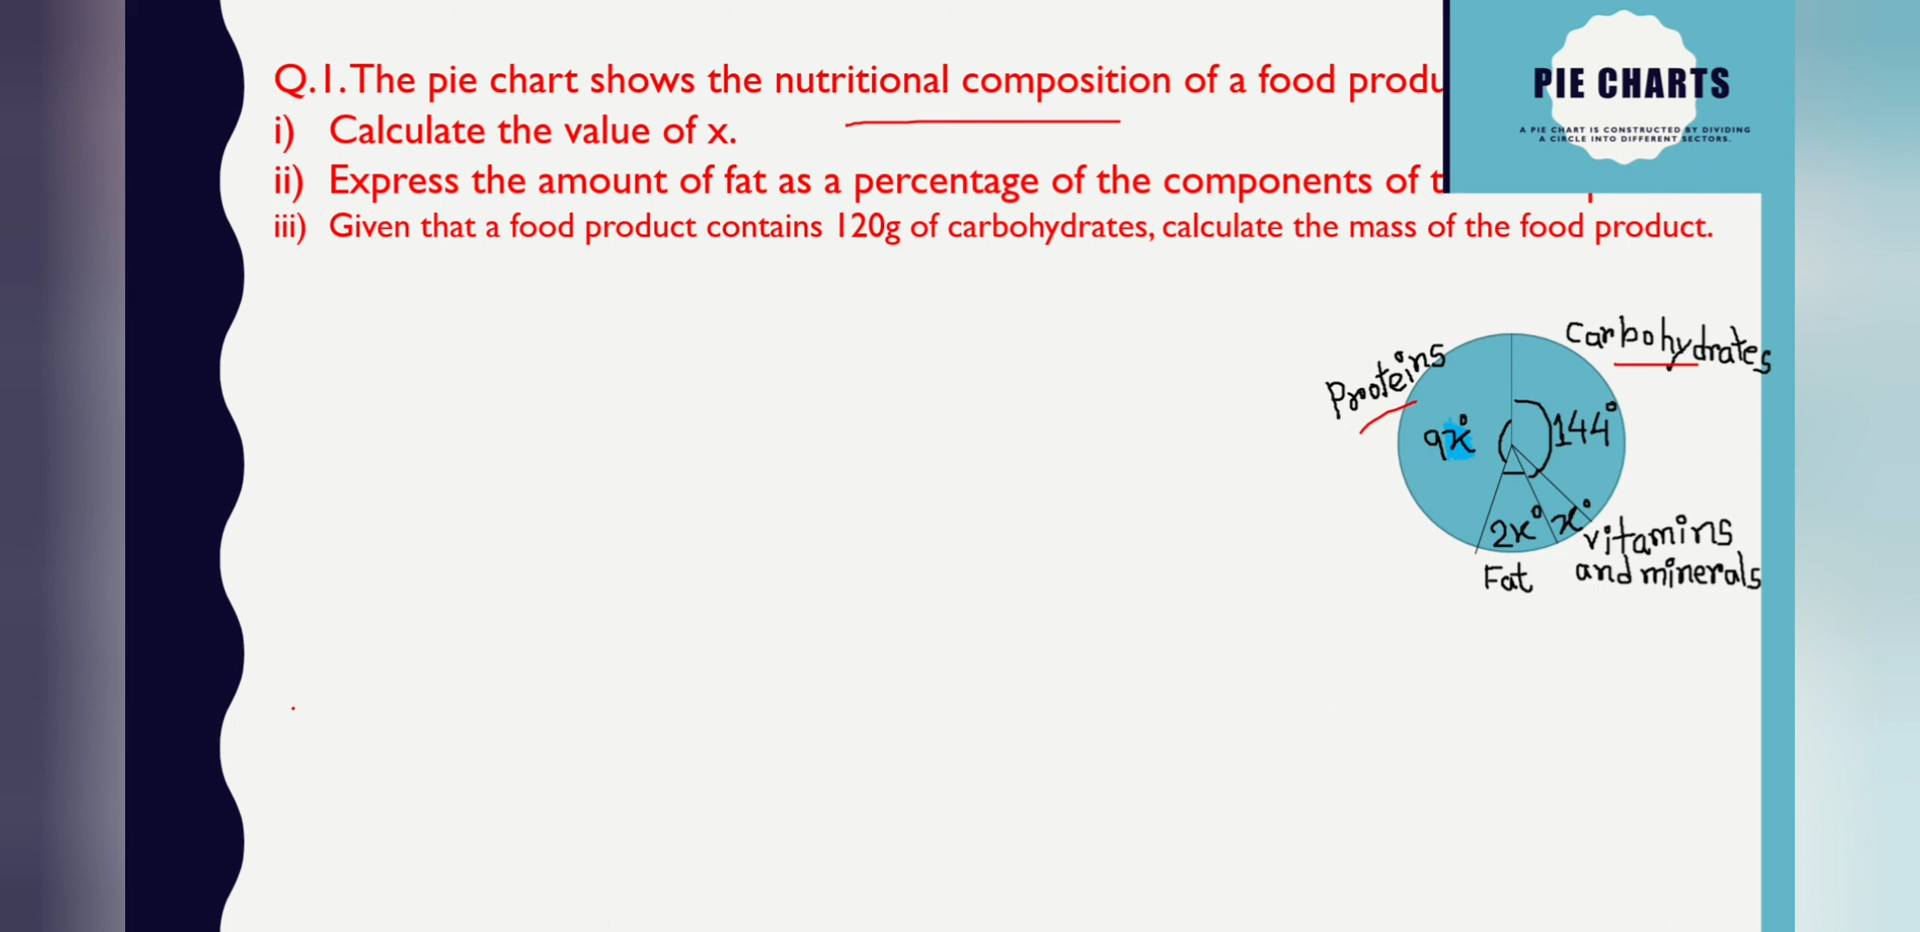 Q.1.The pie chart shows the nutritional composition of a food produ
i) Calculate the value of x.
ii) Express the amount of fat as a percentage of the components of t
iii) Given that a food product contains 120g of carbohydrates, calculate the mass of the food product.
PIE CHARTS
A PIE CHART IS CONSTRUCTED BY DIVIDING
A CIRCLE INTO DIFFERENT SECTORS.
Carbohydrates
Proteins
9x° 144°
2x° x°
vitamins
and minerals
Fat